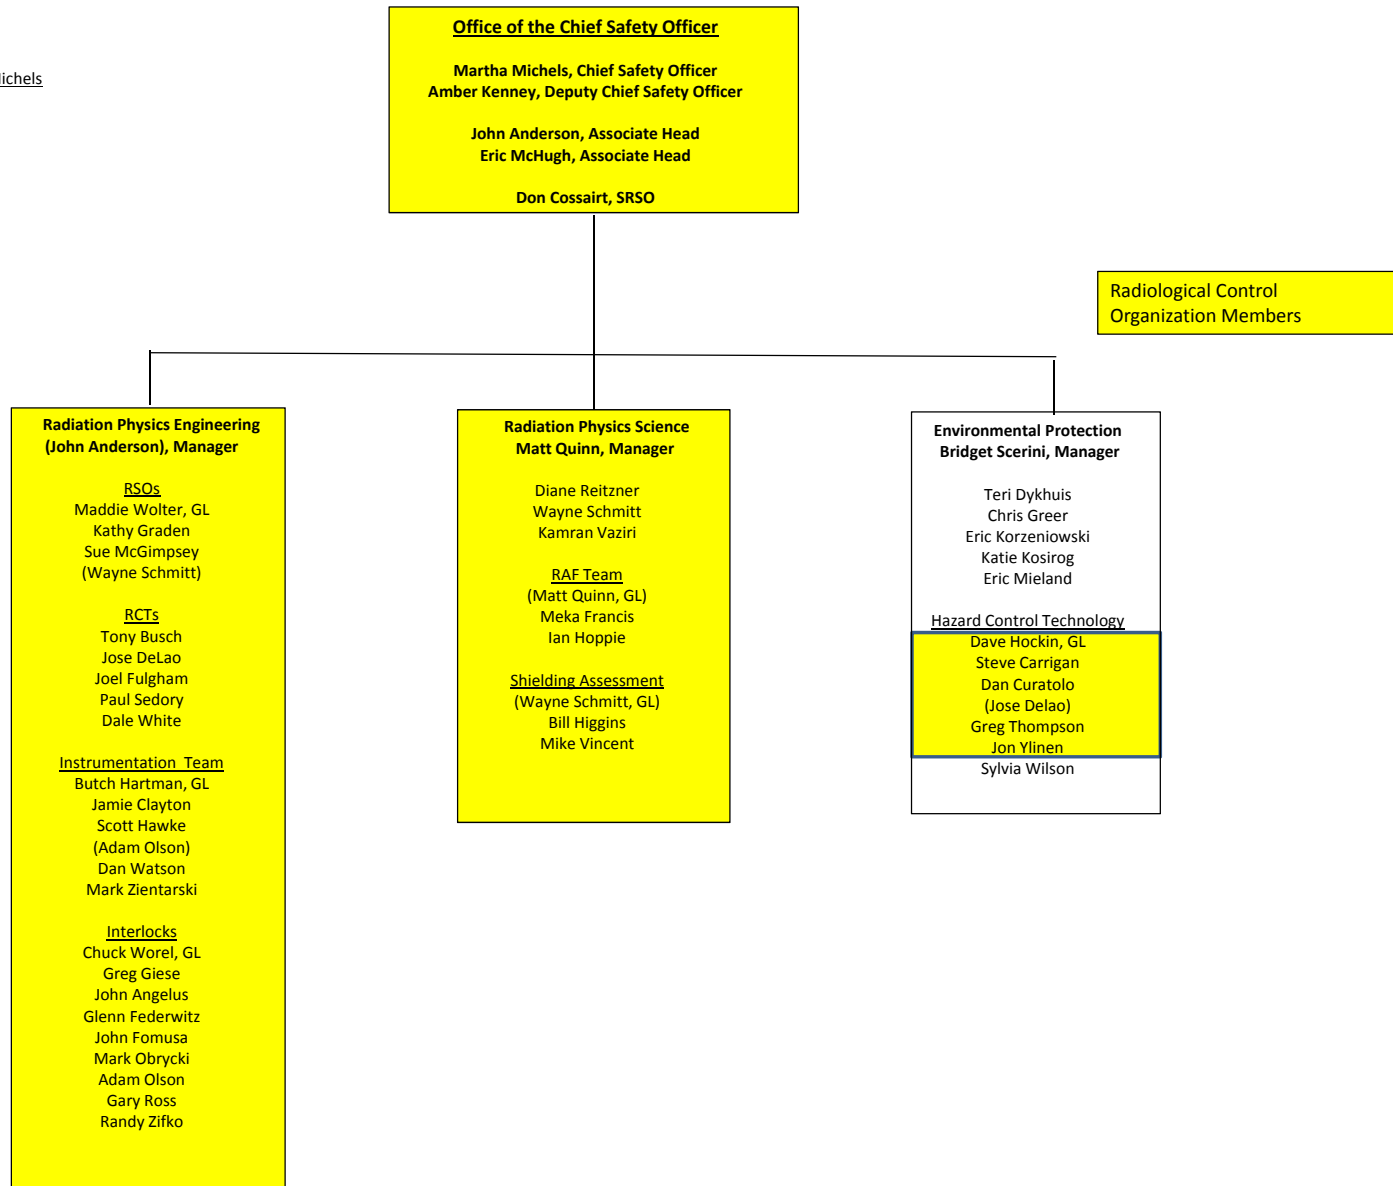 Office of the Chief Safety Officer
Martha Michels, Chief Safety Officer
Amber Kenney, Deputy Chief Safety Officer
John Anderson, Associate Head
Eric McHugh, Associate Head
Don Cossairt, SRSO
Radiological Control
Organization Members
Radiation Physics Engineering
(John Anderson), Manager
RSOs
Maddie Wolter, GL
Kathy Graden
Sue McGimpsey
(Wayne Schmitt)
RCTs
Tony Busch
Jose DeLao
Joel Fulgham
Paul Sedory
Dale White
Instrumentation Team
Butch Hartman, GL
Jamie Clayton
Scott Hawke
(Adam Olson)
Dan Watson
Mark Zientarski
Interlocks
Chuck Worel, GL
Greg Giese
John Angelus
Glenn Federwitz
John Fomusa
Mark Obrycki
Adam Olson
Gary Ross
Randy Zifko
Radiation Physics Science
Matt Quinn, Manager
Diane Reitzner
Wayne Schmitt
Kamran Vaziri
RAF Team
(Matt Quinn, GL)
Meka Francis
Ian Hoppie
Shielding Assessment
(Wayne Schmitt, GL)
Bill Higgins
Mike Vincent
Environmental Protection
Bridget Scerini, Manager
Teri Dykhuis
Chris Greer
Eric Korzeniowski
Katie Kosirog
Eric Mieland
Hazard Control Technology
Dave Hockin, GL
Steve Carrigan
Dan Curatolo
(Jose Delao)
Greg Thompson
Jon Ylinen
Sylvia Wilson